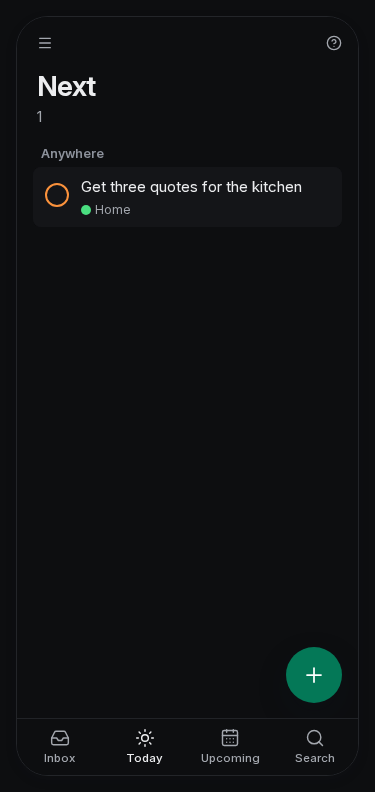 Next
1
Anywhere
Get three quotes for the kitchen
Home
Inbox
Today
Upcoming
Search